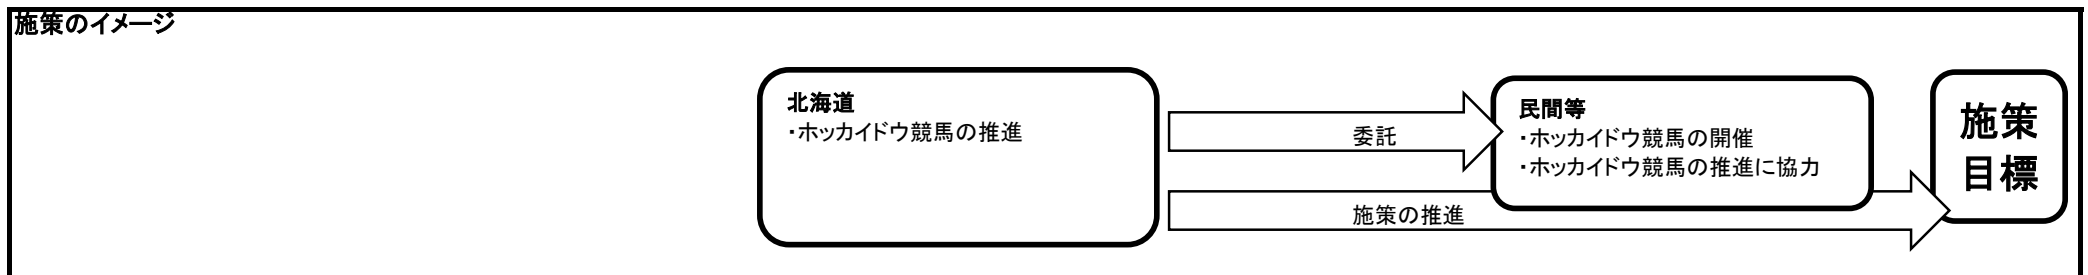 施策のイメージ
北海道
・ホッカイドウ競馬の推進
委託
民間等
・ホッカイドウ競馬の開催
・ホッカイドウ競馬の推進に協力
施策の推進
施策
目標